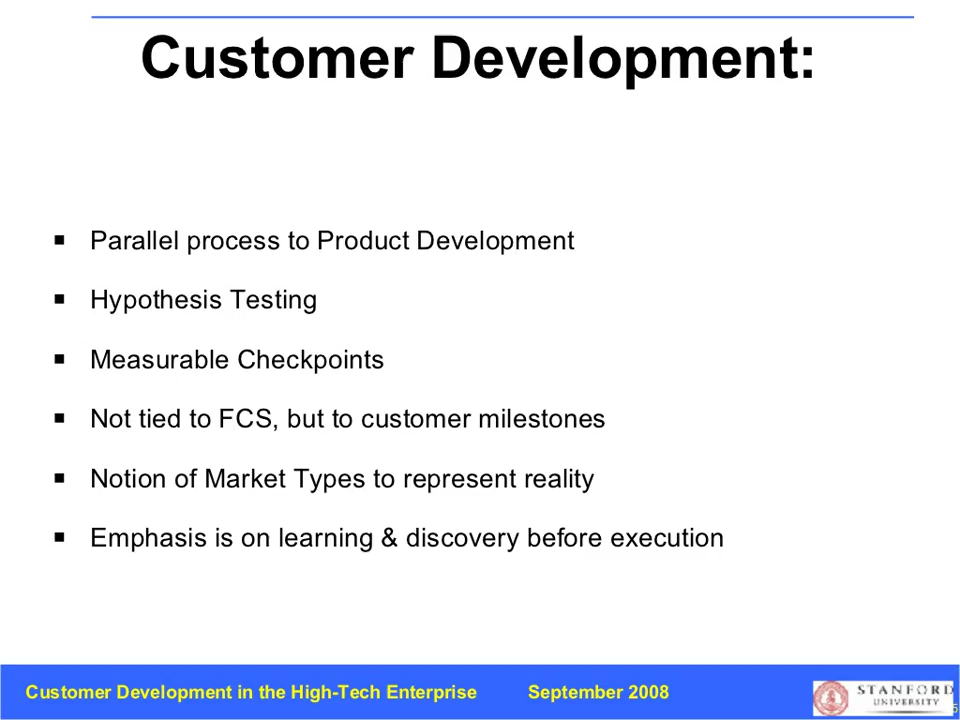 Customer Development:
▪ Parallel process to Product Development
▪ Hypothesis Testing
▪ Measurable Checkpoints
▪ Not tied to FCS, but to customer milestones
▪ Notion of Market Types to represent reality
▪ Emphasis is on learning & discovery before execution
Customer Development in the High-Tech Enterprise September 2008
STANFORD
UNIVERSITY
5